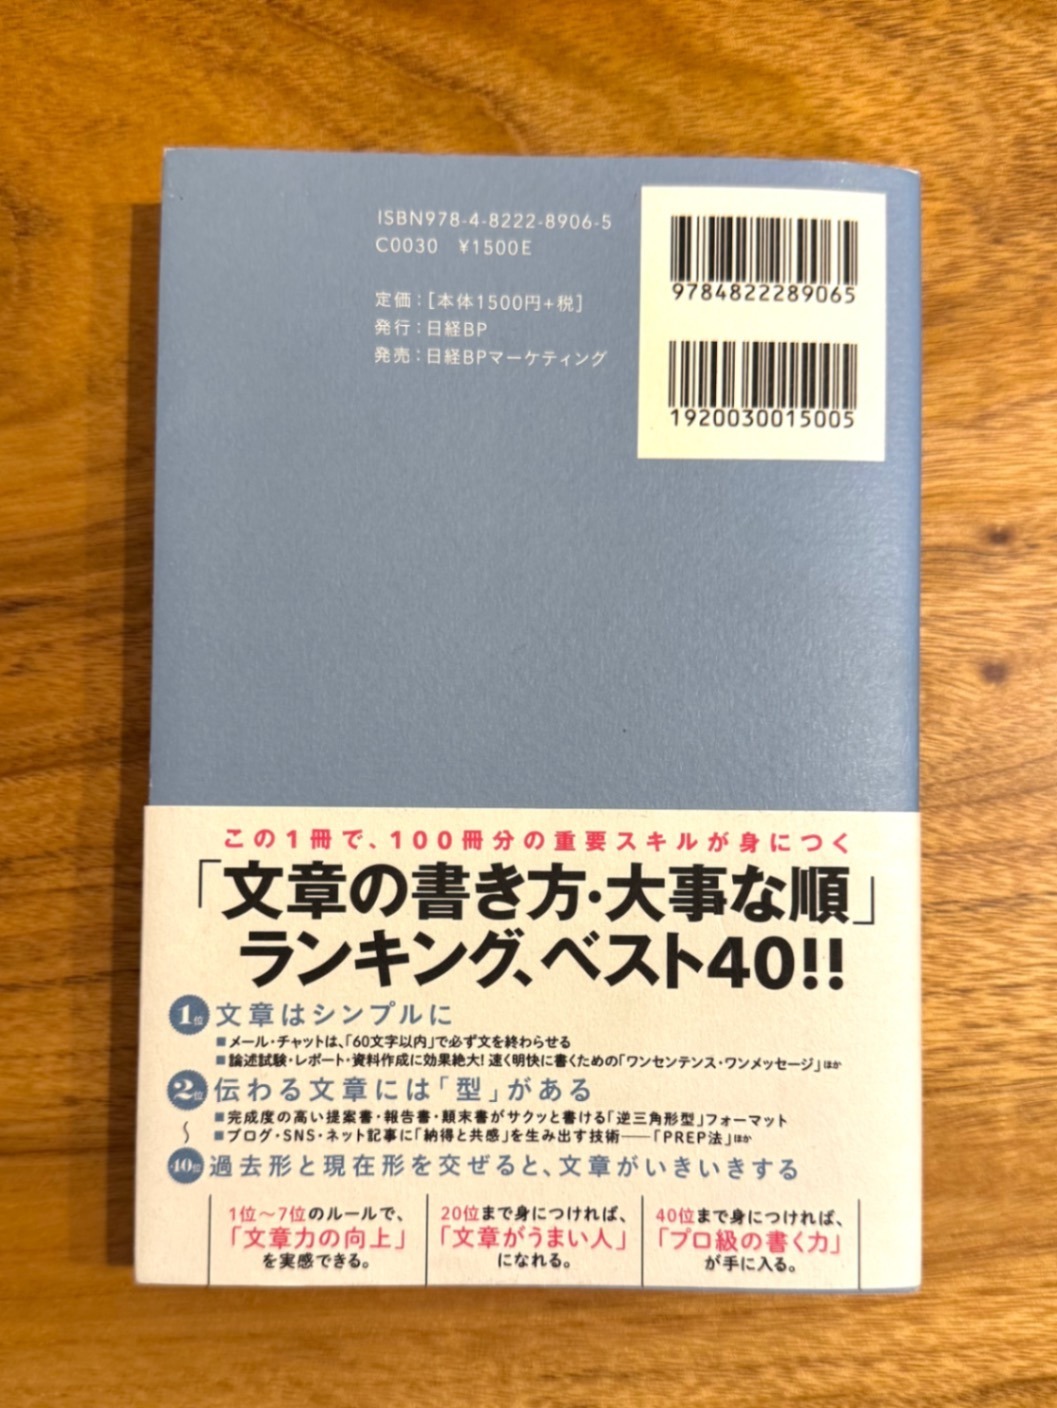 ISBN978-4-8222-8906-5
C0030 ¥1500E
定価：[本体1500円+税]
発行：日経BP
発売：日経BPマーケティング
9784822289065
1920030015005
この1冊で、100冊分の重要スキルが身につく
「文章の書き方・大事な順」
ランキング、ベスト40!!
1位 文章はシンプルに
■メール・チャットは、「60文字以内」で必ず文を終わらせる
■論述試験・レポート・資料作成に効果絶大！速く明快に書くための「ワンセンテンス・ワンメッセージ」ほか
2位 伝わる文章には「型」がある
■完成度の高い提案書・報告書・顛末書がサクッと書ける「逆三角形型」フォーマット
■ブログ・SNS・ネット記事に「納得と共感」を生み出す技術――「PREP法」ほか
〜
40位 過去形と現在形を交ぜると、文章がいきいきする
1位〜7位のルールで、
「文章力の向上」
を実感できる。
20位まで身につければ、
「文章がうまい人」
になれる。
40位まで身につければ、
「プロ級の書く力」
が手に入る。